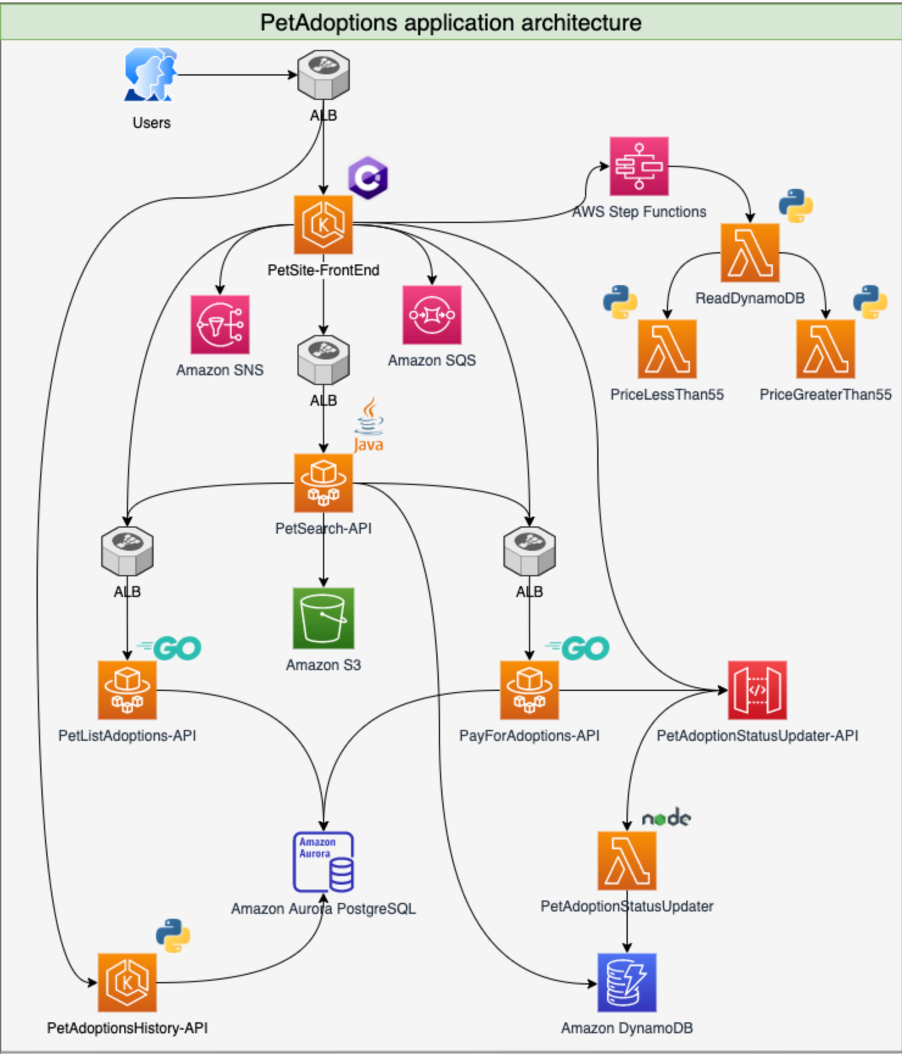 PetAdoptions application architecture
Users
ALB
C
AWS Step Functions
K
PetSite-FrontEnd
ReadDynamoDB
Amazon SNS
Amazon SQS
ALB
PriceLessThan55
PriceGreaterThan55
Java
PetSearch-API
ALB
ALB
Amazon S3
GO
GO
</>
PetListAdoptions-API
PayForAdoptions-API
PetAdoptionStatusUpdater-API
node
Amazon
Aurora
Amazon Aurora PostgreSQL
PetAdoptionStatusUpdater
K
PetAdoptionsHistory-API
Amazon DynamoDB